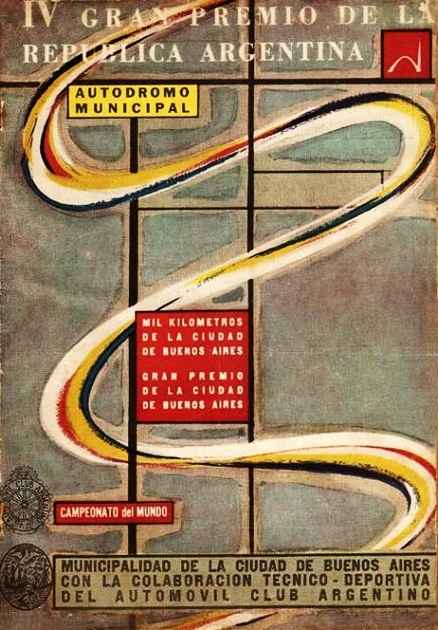 IV GRAN PREMIO DE LA
REPUBLICA ARGENTINA
AUTODROMO
MUNICIPAL
MIL KILOMETROS
DE LA CIUDAD
DE BUENOS AIRES
GRAN PREMIO
DE LA CIUDAD
DE BUENOS AIRES
CAMPEONATO del MUNDO
MUNICIPALIDAD DE LA CIUDAD DE BUENOS AIRES
CON LA COLABORACION TECNICO - DEPORTIVA
DEL AUTOMOVIL CLUB ARGENTINO